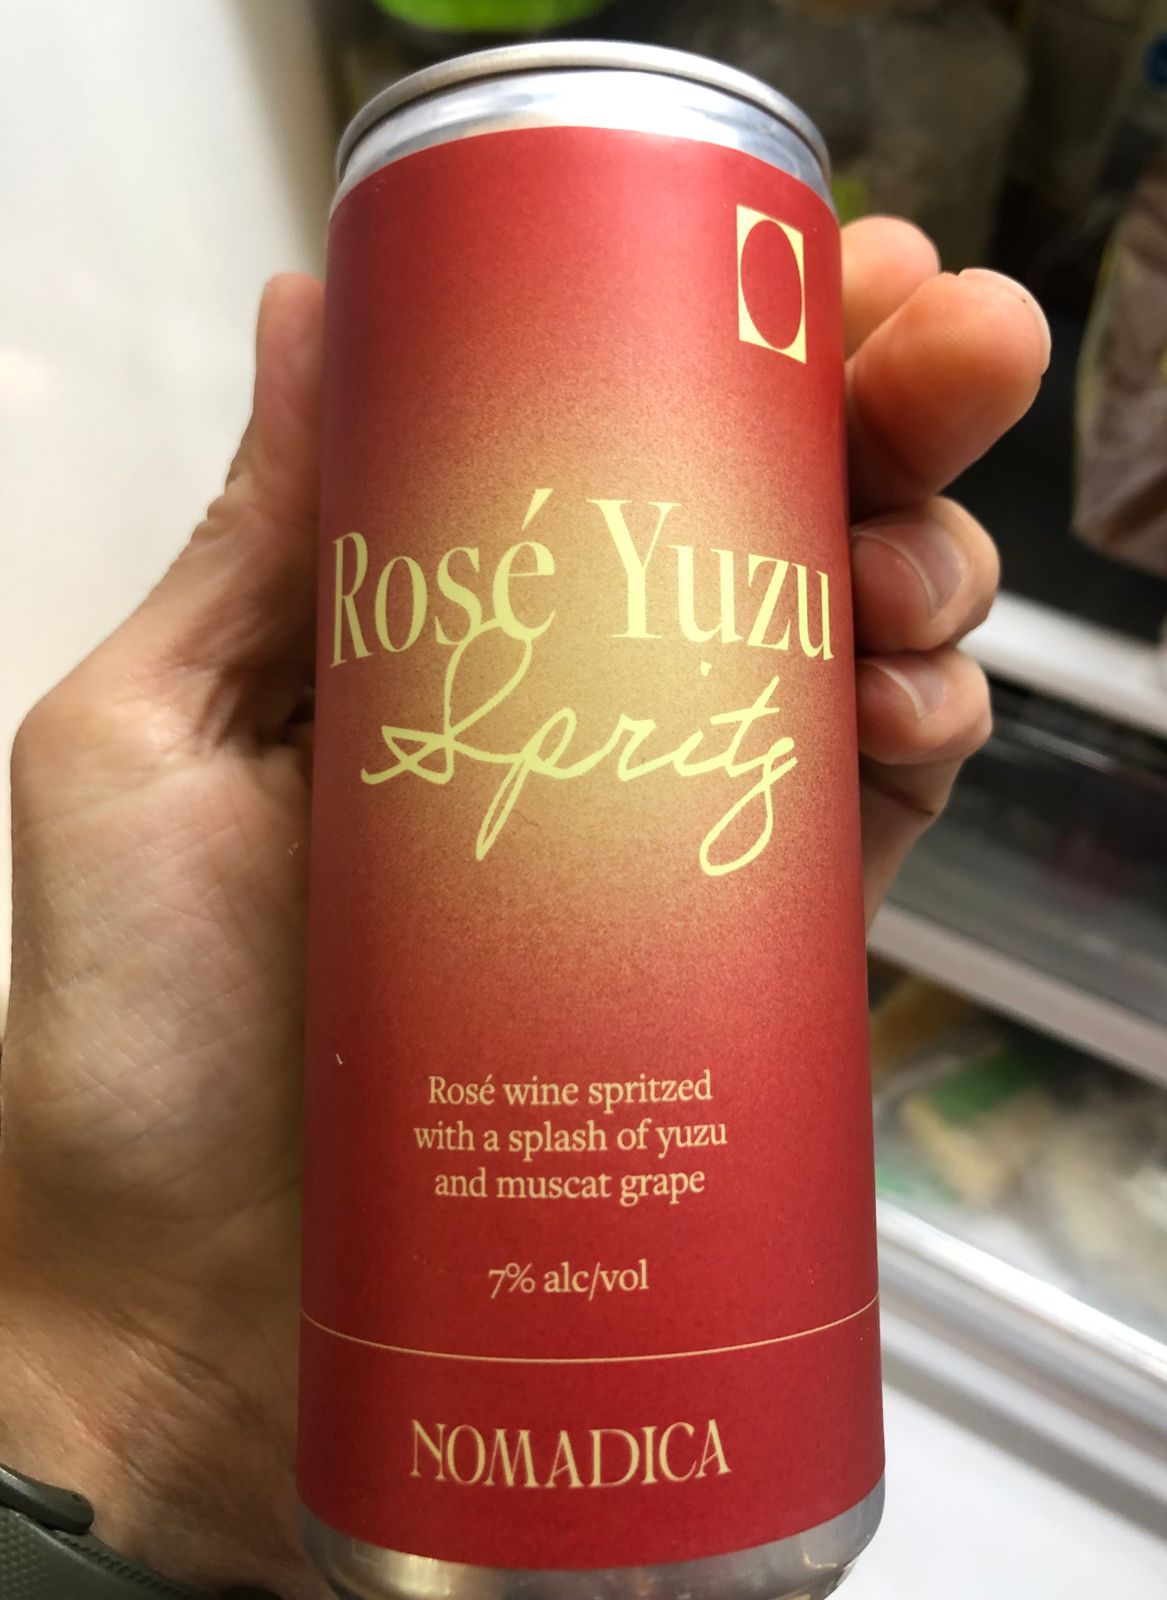 Rosé Yuzu
Spritz
Rosé wine spritzed
with a splash of yuzu
and muscat grape
7% alc/vol
NOMADICA